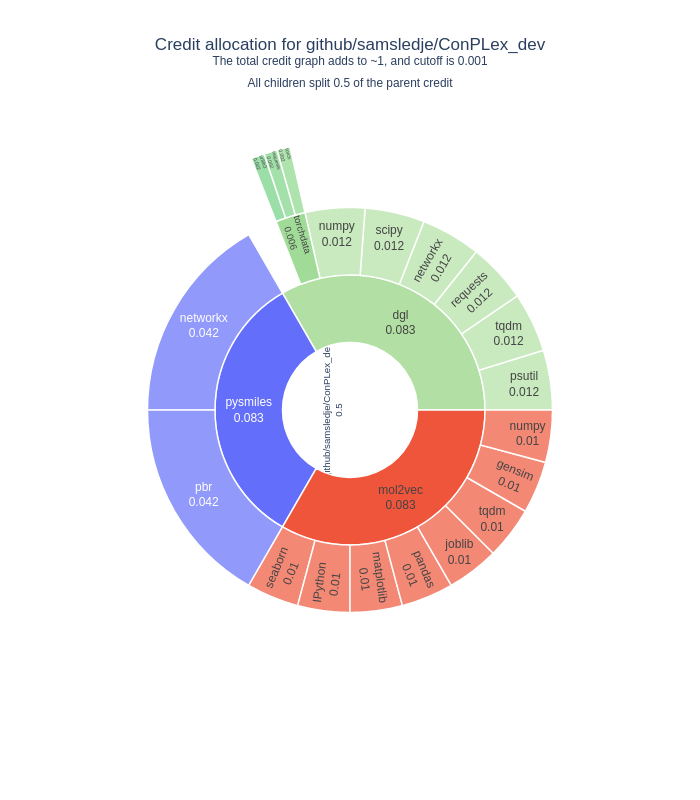 Credit allocation for github/samsledje/ConPLex_dev
The total credit graph adds to ~1, and cutoff is 0.001
All children split 0.5 of the parent credit
torchdata
0.006
numpy
0.012
scipy
0.012
networkx
0.012
requests
0.012
tqdm
0.012
psutil
0.012
dgl
0.083
networkx
0.042
pysmiles
0.083
pbr
0.042
0.5
mol2vec
0.083
numpy
0.01
gensim
0.01
tqdm
0.01
joblib
0.01
pandas
0.01
matplotlib
0.01
IPython
0.01
seaborn
0.01